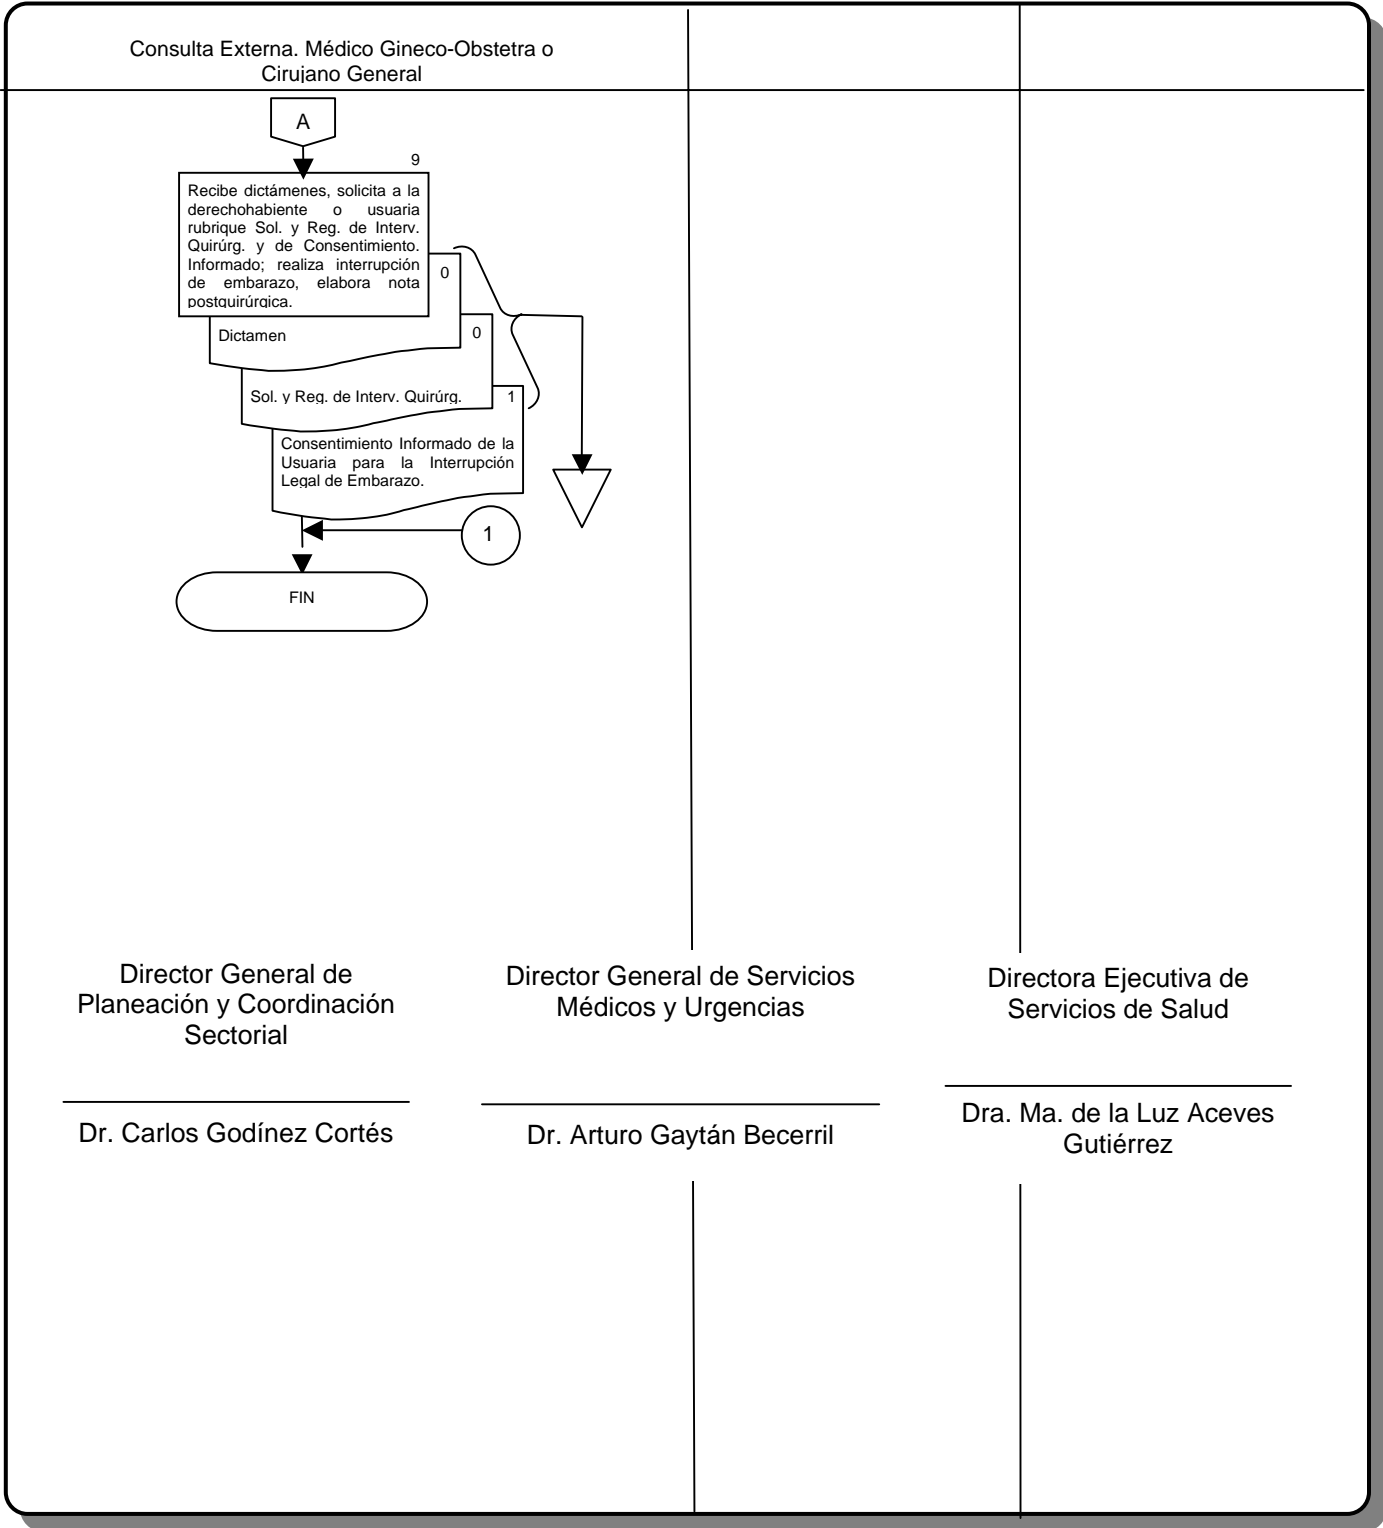 Consulta Externa. Médico Gineco-Obstetra o
Cirujano General
A
9
Recibe dictámenes, solicita a la
derechohabiente o usuaria
rubrique Sol. y Reg. de Interv.
Quirúrg. y de Consentimiento.
Informado; realiza interrupción
de embarazo, elabora nota
postquirúrgica.
0
Dictamen
0
Sol. y Reg. de Interv. Quirúrg.
1
Consentimiento Informado de la
Usuaria para la Interrupción
Legal de Embarazo.
1
FIN
Director General de
Planeación y Coordinación
Sectorial
Dr. Carlos Godínez Cortés
Director General de Servicios
Médicos y Urgencias
Dr. Arturo Gaytán Becerril
Directora Ejecutiva de
Servicios de Salud
Dra. Ma. de la Luz Aceves
Gutiérrez